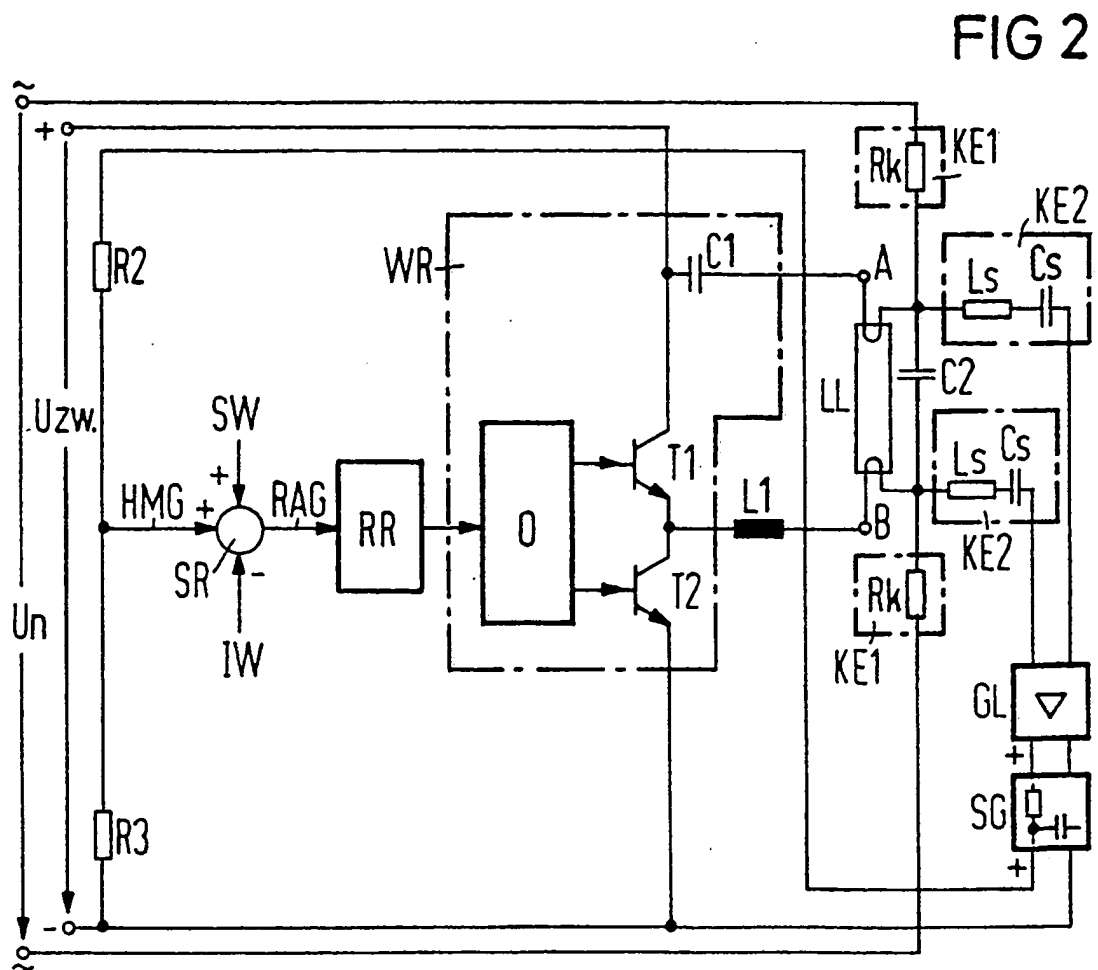 FIG 2
~
+
Rk
KE1
KE2
R2
WR
C1
A
Ls
Cs
Uzw.
SW
LL
C2
+
T1
Ls
Cs
HMG
+
RAG
RR
O
L1
B
KE2
SR
-
T2
Rk
Un
IW
KE1
GL
+
R3
SG
+
-
~